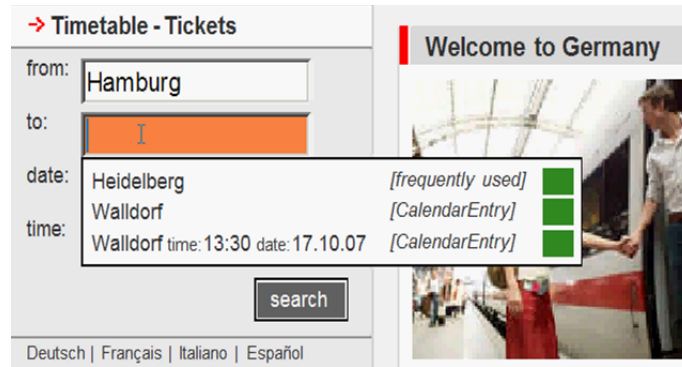 → Timetable - Tickets
Welcome to Germany
from: Hamburg
to:
date:
time:
Heidelberg [frequently used]
Walldorf [CalendarEntry]
Walldorf time: 13:30 date: 17.10.07 [CalendarEntry]
search
Deutsch | Français | Italiano | Español